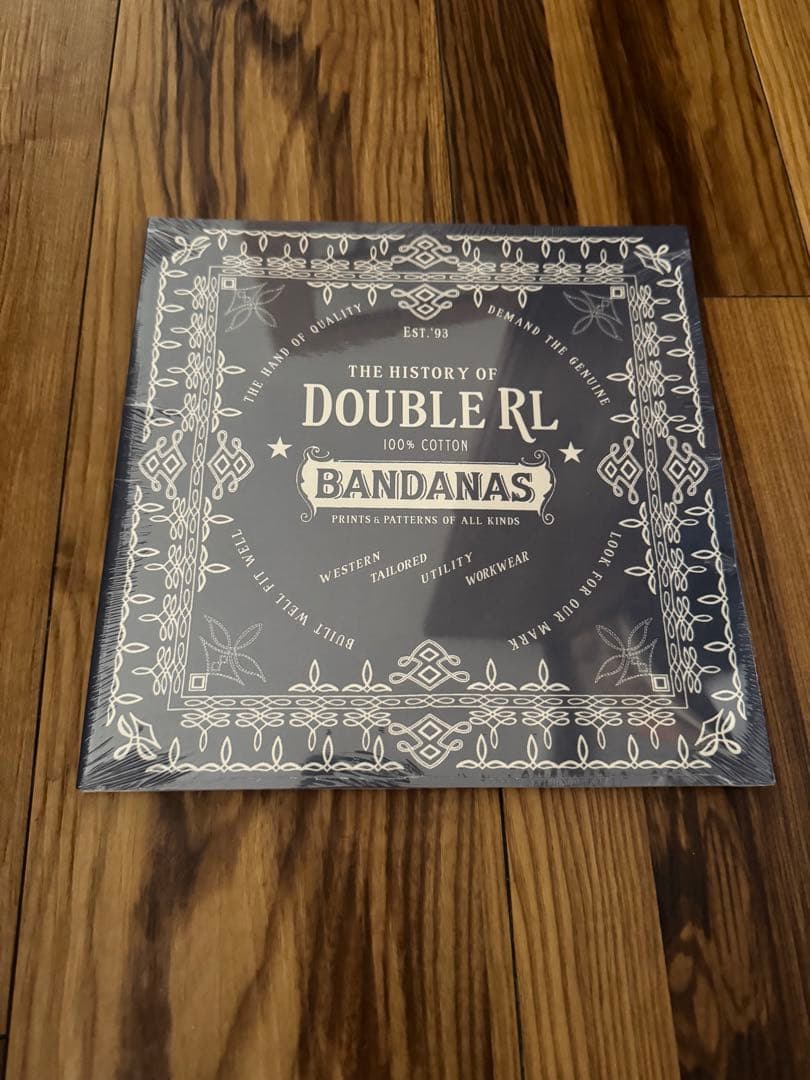 EST. '93
THE HAND OF QUALITY
DEMAND THE GENUINE
THE HISTORY OF
DOUBLE RL
100% COTTON
BANDANAS
PRINTS & PATTERNS OF ALL KINDS
WESTERN TAILORED UTILITY WORKWEAR
BUILT WELL FIT WELL
LOOK FOR OUR MARK